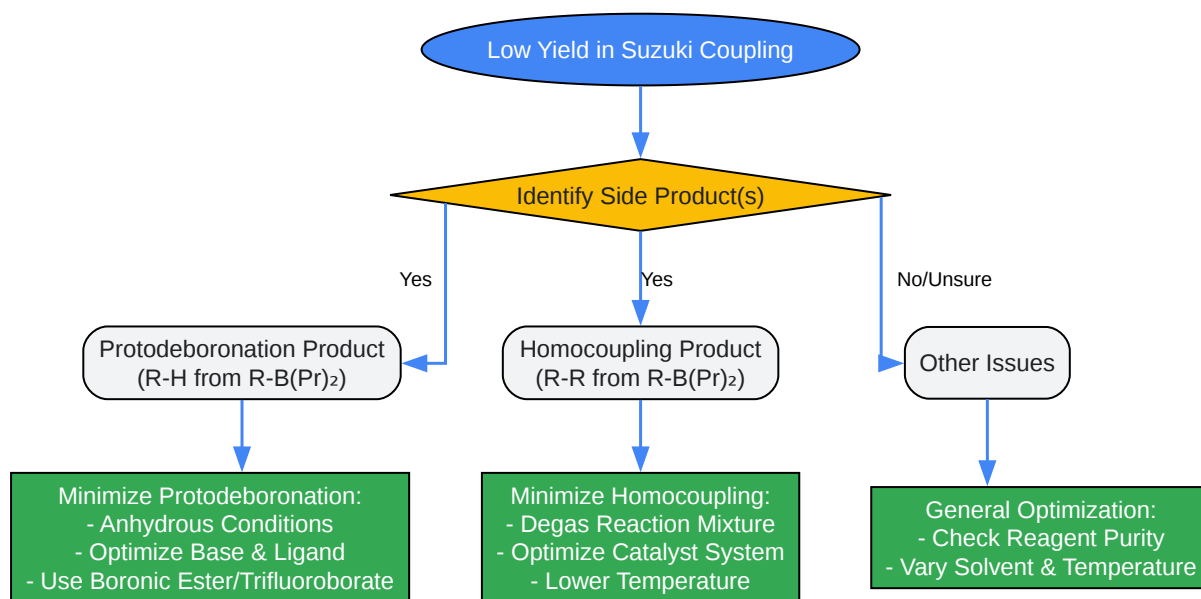 Low Yield in Suzuki Coupling
Identify Side Product(s)
Yes
Yes
No/Unsure
Protodeboronation Product
(R-H from R-B(Pr)₂)
Homocoupling Product
(R-R from R-B(Pr)₂)
Other Issues
Minimize Protodeboronation:
- Anhydrous Conditions
- Optimize Base & Ligand
- Use Boronic Ester/Trifluoroborate
Minimize Homocoupling:
- Degas Reaction Mixture
- Optimize Catalyst System
- Lower Temperature
General Optimization:
- Check Reagent Purity
- Vary Solvent & Temperature